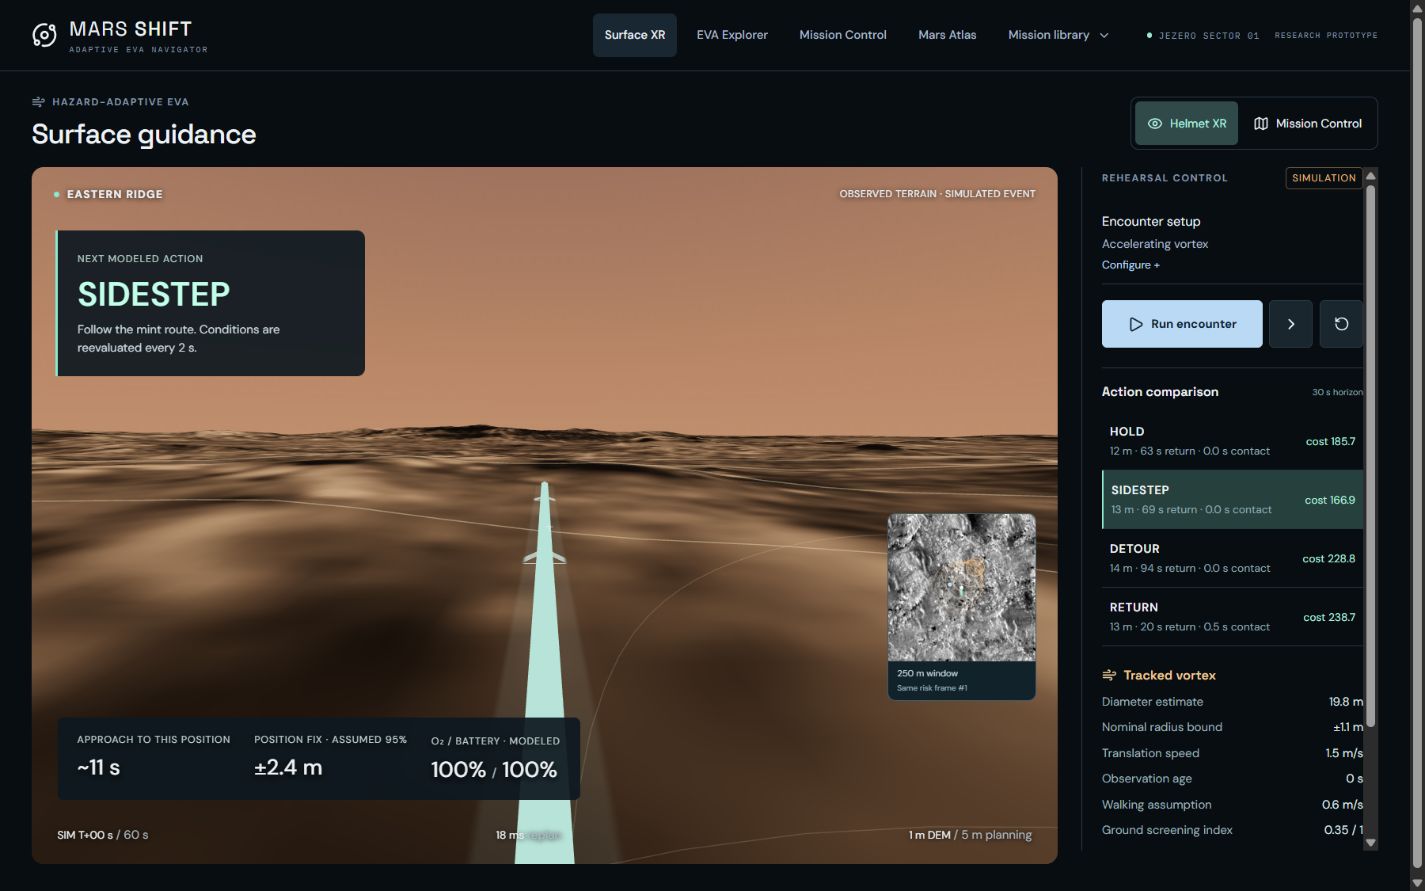 MARS SHIFT
ADAPTIVE EVA NAVIGATOR
Surface XR
EVA Explorer
Mission Control
Mars Atlas
Mission library
JEZERO SECTOR 01
RESEARCH PROTOTYPE
HAZARD-ADAPTIVE EVA
Surface guidance
Helmet XR
Mission Control
EASTERN RIDGE
OBSERVED TERRAIN · SIMULATED EVENT
NEXT MODELED ACTION
SIDESTEP
Follow the mint route. Conditions are
reevaluated every 2 s.
250 m window
Same risk frame #1
APPROACH TO THIS POSITION
~11 s
POSITION FIX · ASSUMED 95%
±2.4 m
O₂ / BATTERY · MODELED
100% / 100%
SIM T+00 s / 60 s
18 ms replan
1 m DEM / 5 m planning
REHEARSAL CONTROL
SIMULATION
Encounter setup
Accelerating vortex
Configure +
Run encounter
Action comparison
30 s horizon
HOLD
12 m · 63 s return · 0.0 s contact
cost 185.7
SIDESTEP
13 m · 69 s return · 0.0 s contact
cost 166.9
DETOUR
14 m · 94 s return · 0.0 s contact
cost 228.8
RETURN
13 m · 20 s return · 0.5 s contact
cost 238.7
Tracked vortex
Diameter estimate 19.8 m
Nominal radius bound ±1.1 m
Translation speed 1.5 m/s
Observation age 0 s
Walking assumption 0.6 m/s
Ground screening index 0.35 / 1